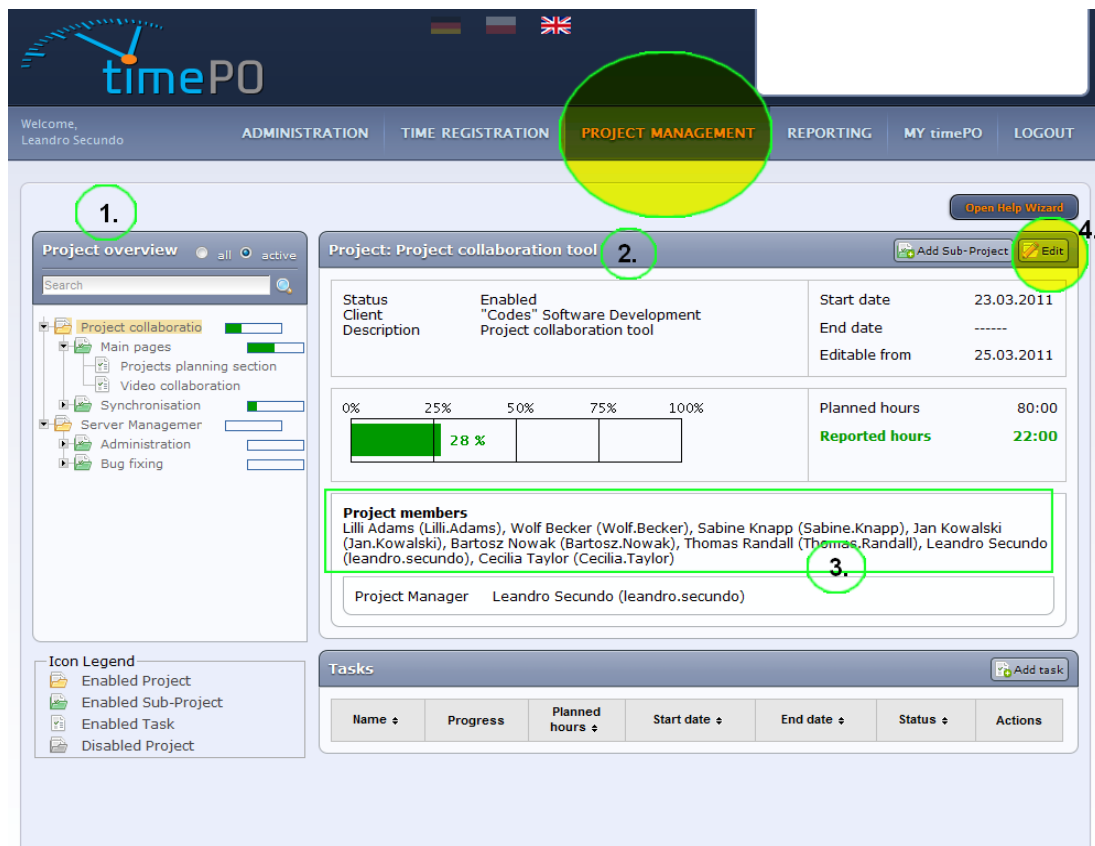 timePO
Welcome,
Leandro Secundo
ADMINISTRATION
TIME REGISTRATION
PROJECT MANAGEMENT
REPORTING
MY timePO
LOGOUT
1.
Open Help Wizard
4.
Project overview
all
active
Search
Project collaboratio
Main pages
Projects planning section
Video collaboration
Synchronisation
Server Managemer
Administration
Bug fixing
Icon Legend
Enabled Project
Enabled Sub-Project
Enabled Task
Disabled Project
Project: Project collaboration tool
2.
Add Sub-Project
Edit
Status Enabled
Client "Codes" Software Development
Description Project collaboration tool
Start date 23.03.2011
End date ------
Editable from 25.03.2011
0% 25% 50% 75% 100%
28 %
Planned hours 80:00
Reported hours 22:00
Project members
Lilli Adams (Lilli.Adams), Wolf Becker (Wolf.Becker), Sabine Knapp (Sabine.Knapp), Jan Kowalski
(Jan.Kowalski), Bartosz Nowak (Bartosz.Nowak), Thomas Randall (Thomas.Randall), Leandro Secundo
(leandro.secundo), Cecilia Taylor (Cecilia.Taylor)
3.
Project Manager Leandro Secundo (leandro.secundo)
Tasks
Add task
Name
Progress
Planned
hours
Start date
End date
Status
Actions